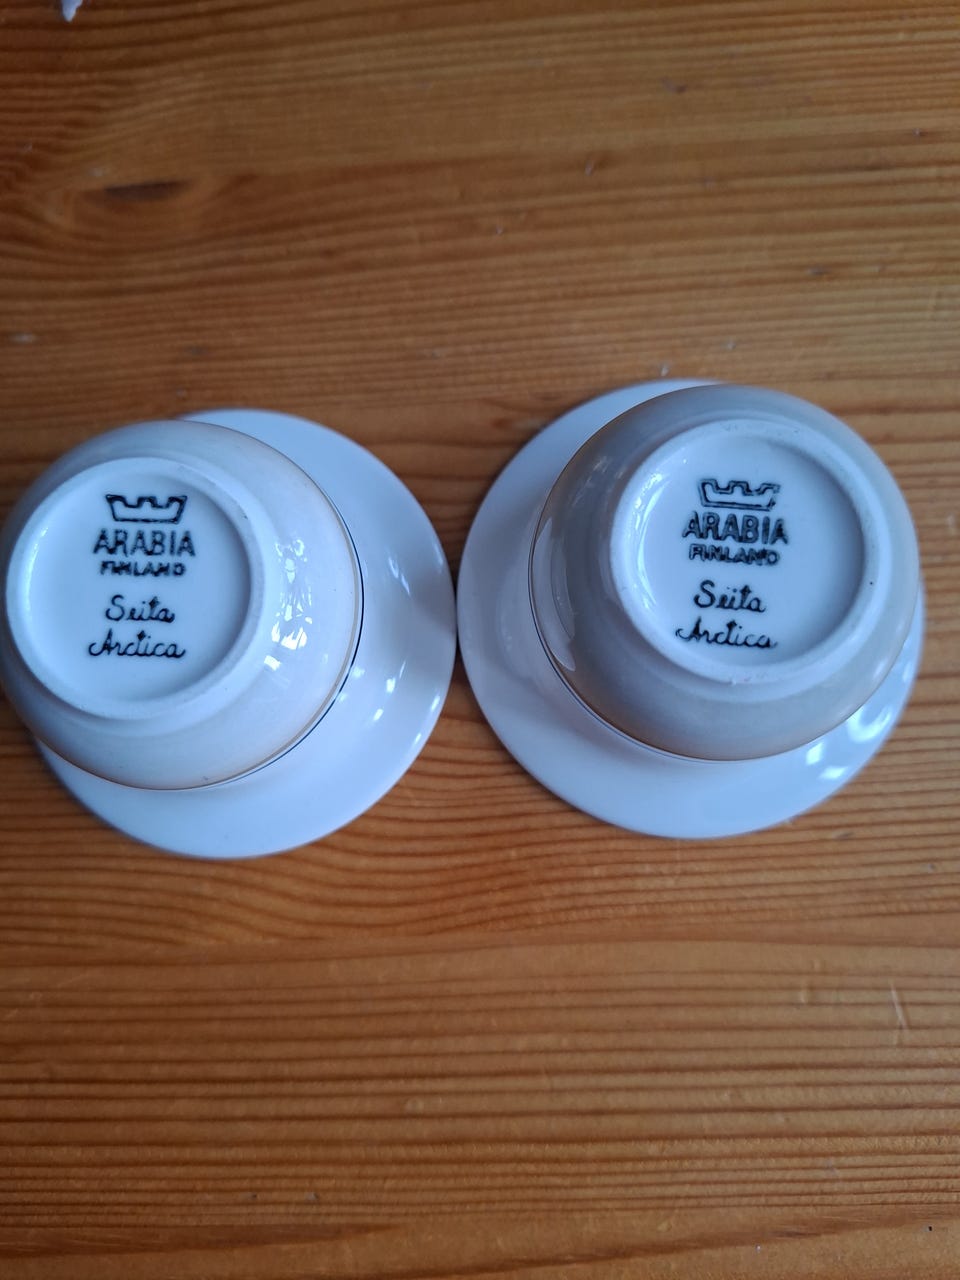 ARABIA
FINLAND
Seita
Arctica
ARABIA
FINLAND
Seita
Arctica